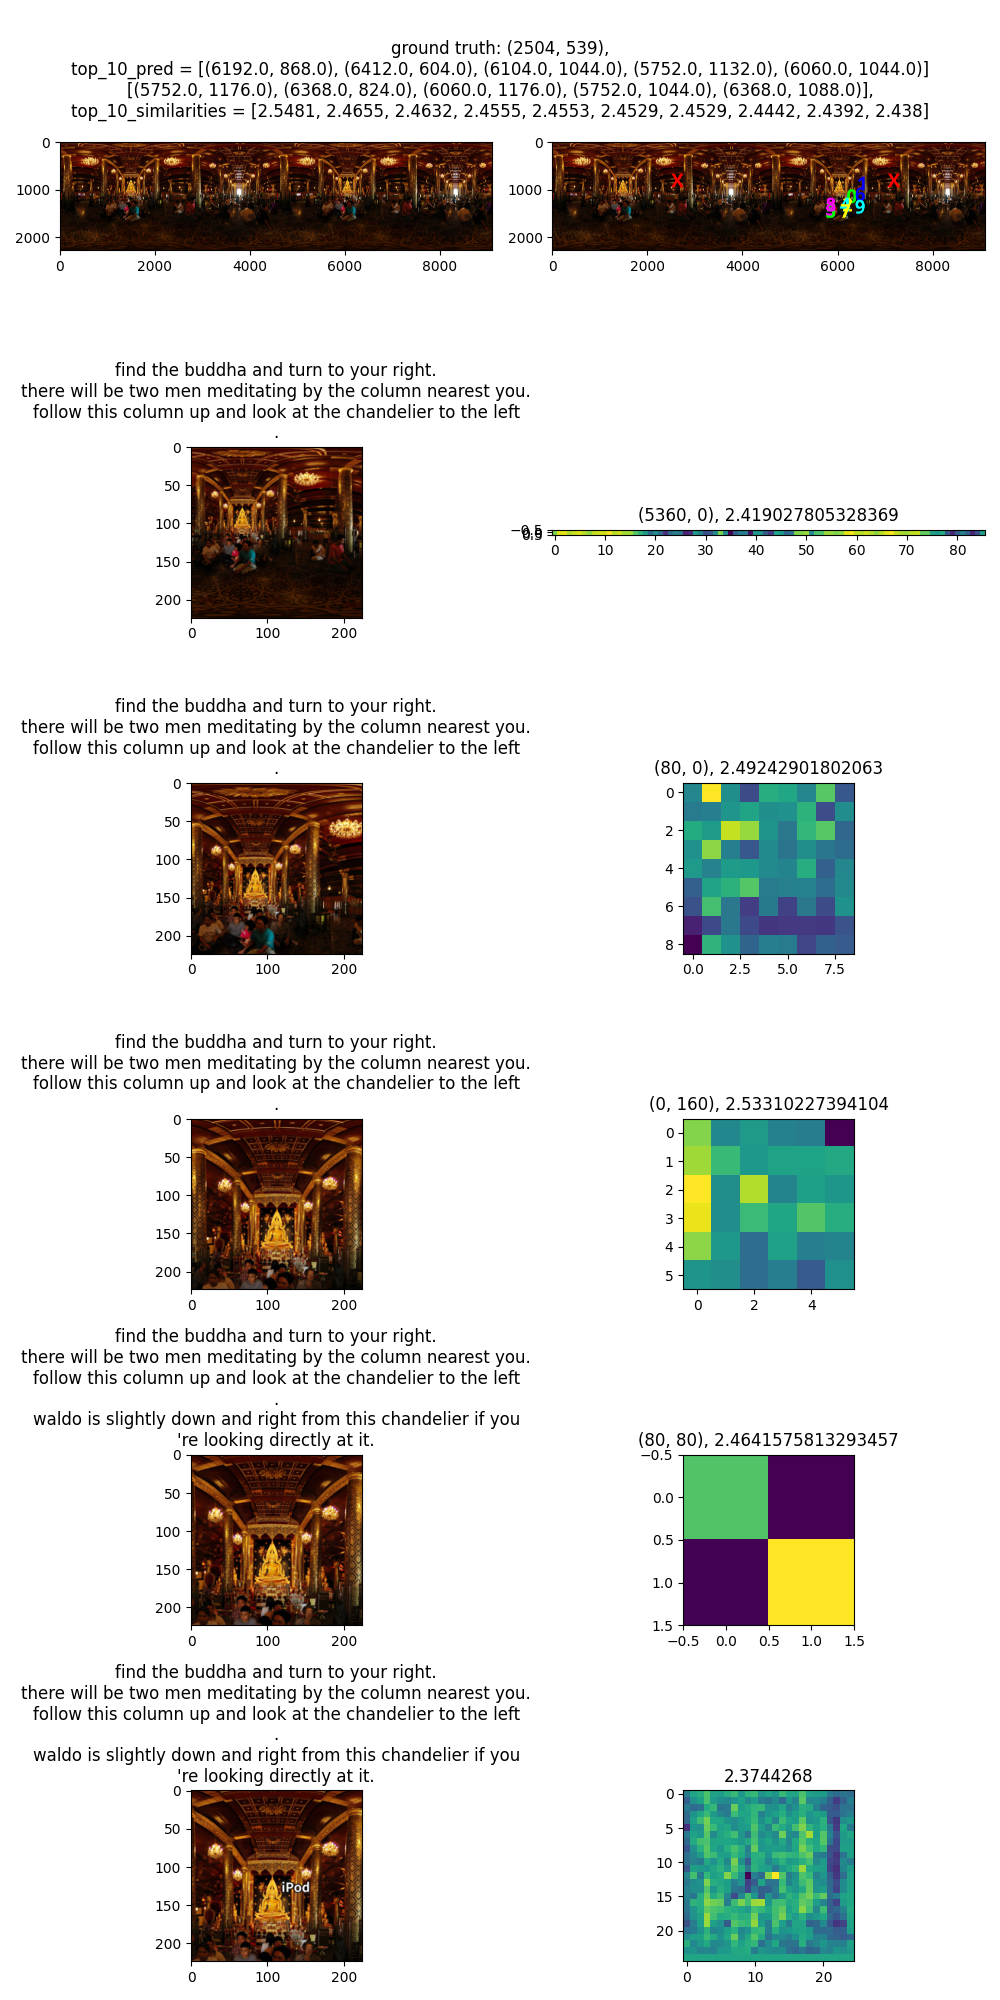 ground truth: (2504, 539),
top_10_pred = [(6192.0, 868.0), (6412.0, 604.0), (6104.0, 1044.0), (5752.0, 1132.0), (6060.0, 1044.0)]
[(5752.0, 1176.0), (6368.0, 824.0), (6060.0, 1176.0), (5752.0, 1044.0), (6368.0, 1088.0)],
top_10_similarities = [2.5481, 2.4655, 2.4632, 2.4555, 2.4553, 2.4529, 2.4529, 2.4442, 2.4392, 2.438]
0
1000
2000
0 2000 4000 6000 8000
0
1000
2000
X X
9
0 2000 4000 6000 8000
find the buddha and turn to your right.
there will be two men meditating by the column nearest you.
follow this column up and look at the chandelier to the left
.
0
50
100
150
200
0 100 200
(5360, 0), 2.419027805328369
0 10 20 30 40 50 60 70 80
find the buddha and turn to your right.
there will be two men meditating by the column nearest you.
follow this column up and look at the chandelier to the left
.
0
50
100
150
200
0 100 200
(80, 0), 2.49242901802063
0
2
4
6
8
0.0 2.5 5.0 7.5
find the buddha and turn to your right.
there will be two men meditating by the column nearest you.
follow this column up and look at the chandelier to the left
.
0
50
100
150
200
0 100 200
(0, 160), 2.53310227394104
0
1
2
3
4
5
0 2 4
find the buddha and turn to your right.
there will be two men meditating by the column nearest you.
follow this column up and look at the chandelier to the left
.
waldo is slightly down and right from this chandelier if you
're looking directly at it.
0
50
100
150
200
0 100 200
(80, 80), 2.4641575813293457
−0.5
0.0
0.5
1.0
1.5
−0.5 0.0 0.5 1.0 1.5
find the buddha and turn to your right.
there will be two men meditating by the column nearest you.
follow this column up and look at the chandelier to the left
.
waldo is slightly down and right from this chandelier if you
're looking directly at it.
0
50
100
150
200
iPod
0 100 200
2.3744268
0
5
10
15
20
0 10 20